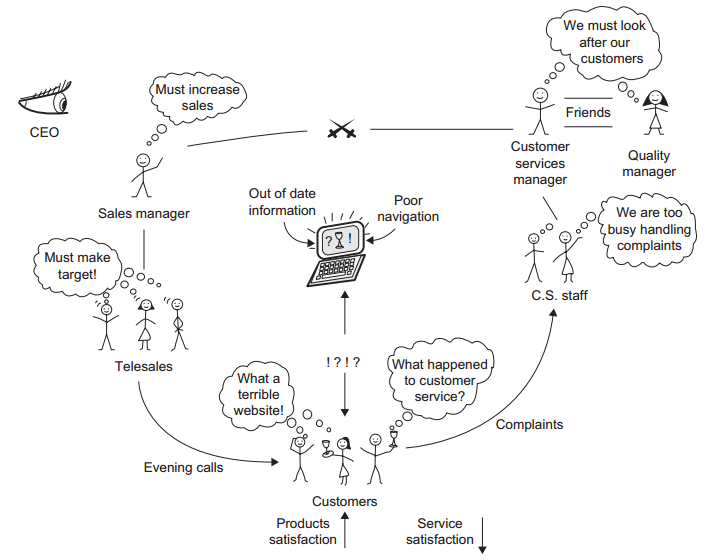 We must look
after our
customers
Must increase
sales
CEO
Friends
Customer
services
manager
Quality
manager
Sales manager
Out of date
information
Poor
navigation
? !
We are too
busy handling
complaints
Must make
target!
C.S. staff
Telesales
! ? ! ?
What happened
to customer
service?
What a
terrible
website!
Complaints
Evening calls
Customers
Products
satisfaction
Service
satisfaction